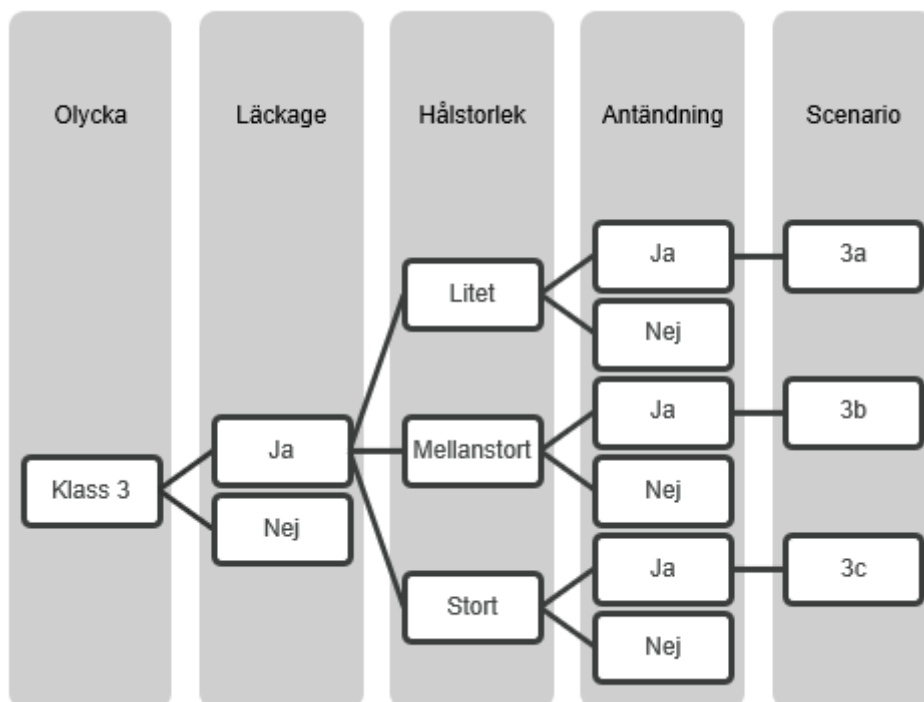 Olycka
Läckage
Hålstorlek
Antändning
Scenario
Ja
3a
Litet
Nej
Ja
3b
Ja
Mellanstort
Klass 3
Nej
Nej
Ja
3c
Stort
Nej